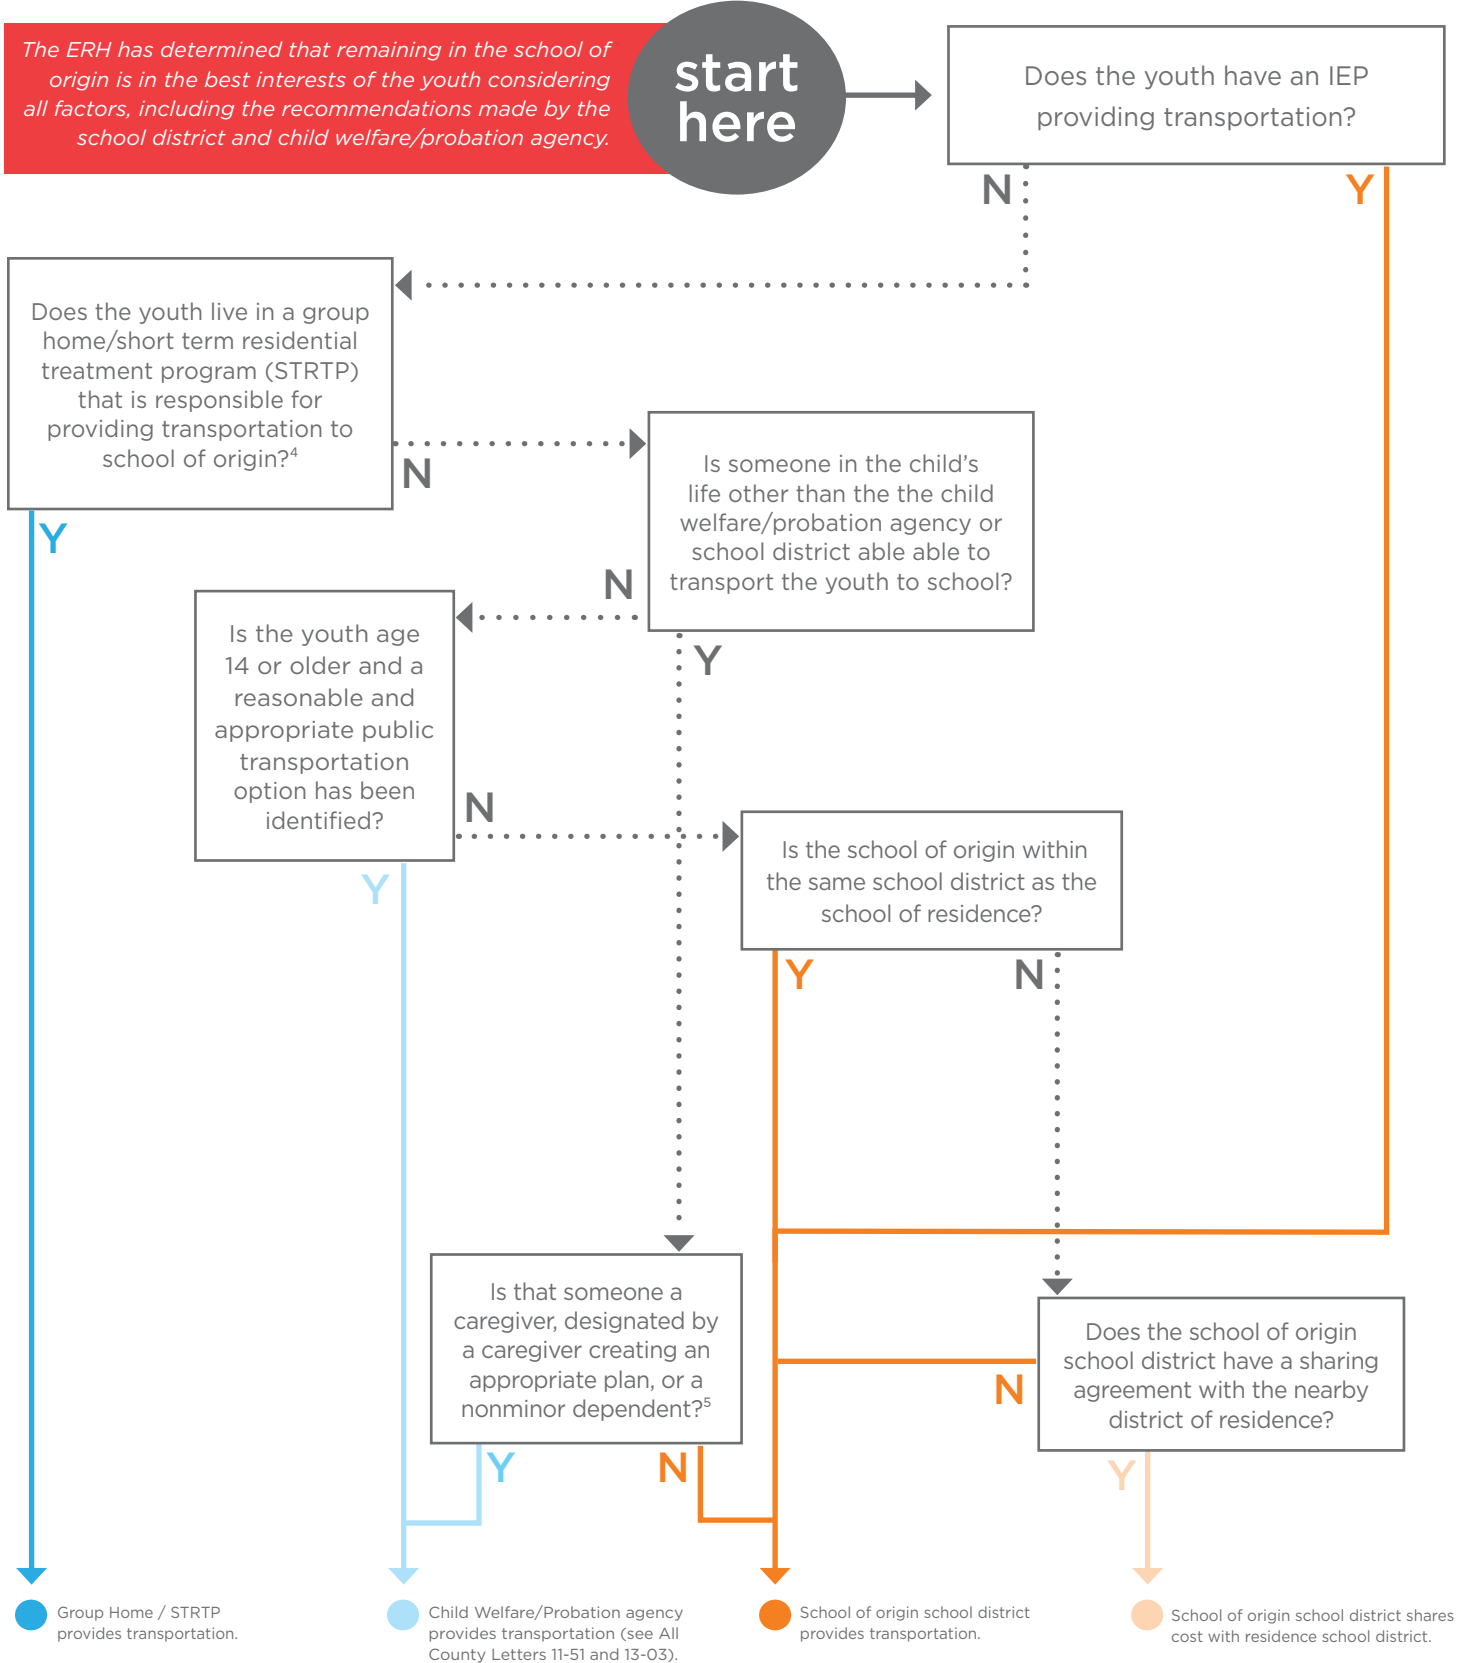 The ERH has determined that remaining in the school of
origin is in the best interests of the youth considering
all factors, including the recommendations made by the
school district and child welfare/probation agency.
start
here
Does the youth have an IEP
providing transportation?
N
Y
Does the youth live in a group
home/short term residential
treatment program (STRTP)
that is responsible for
providing transportation to
school of origin?4
N
Y
Is someone in the child's
life other than the the child
welfare/probation agency or
school district able able to
transport the youth to school?
N
Y
Is the youth age
14 or older and a
reasonable and
appropriate public
transportation
option has been
identified?
N
Y
Is the school of origin within
the same school district as the
school of residence?
Y
N
Is that someone a
caregiver, designated by
a caregiver creating an
appropriate plan, or a
nonminor dependent?5
Y
N
Does the school of origin
school district have a sharing
agreement with the nearby
district of residence?
N
Y
Group Home / STRTP
provides transportation.
Child Welfare/Probation agency
provides transportation (see All
County Letters 11-51 and 13-03).
School of origin school district
provides transportation.
School of origin school district shares
cost with residence school district.